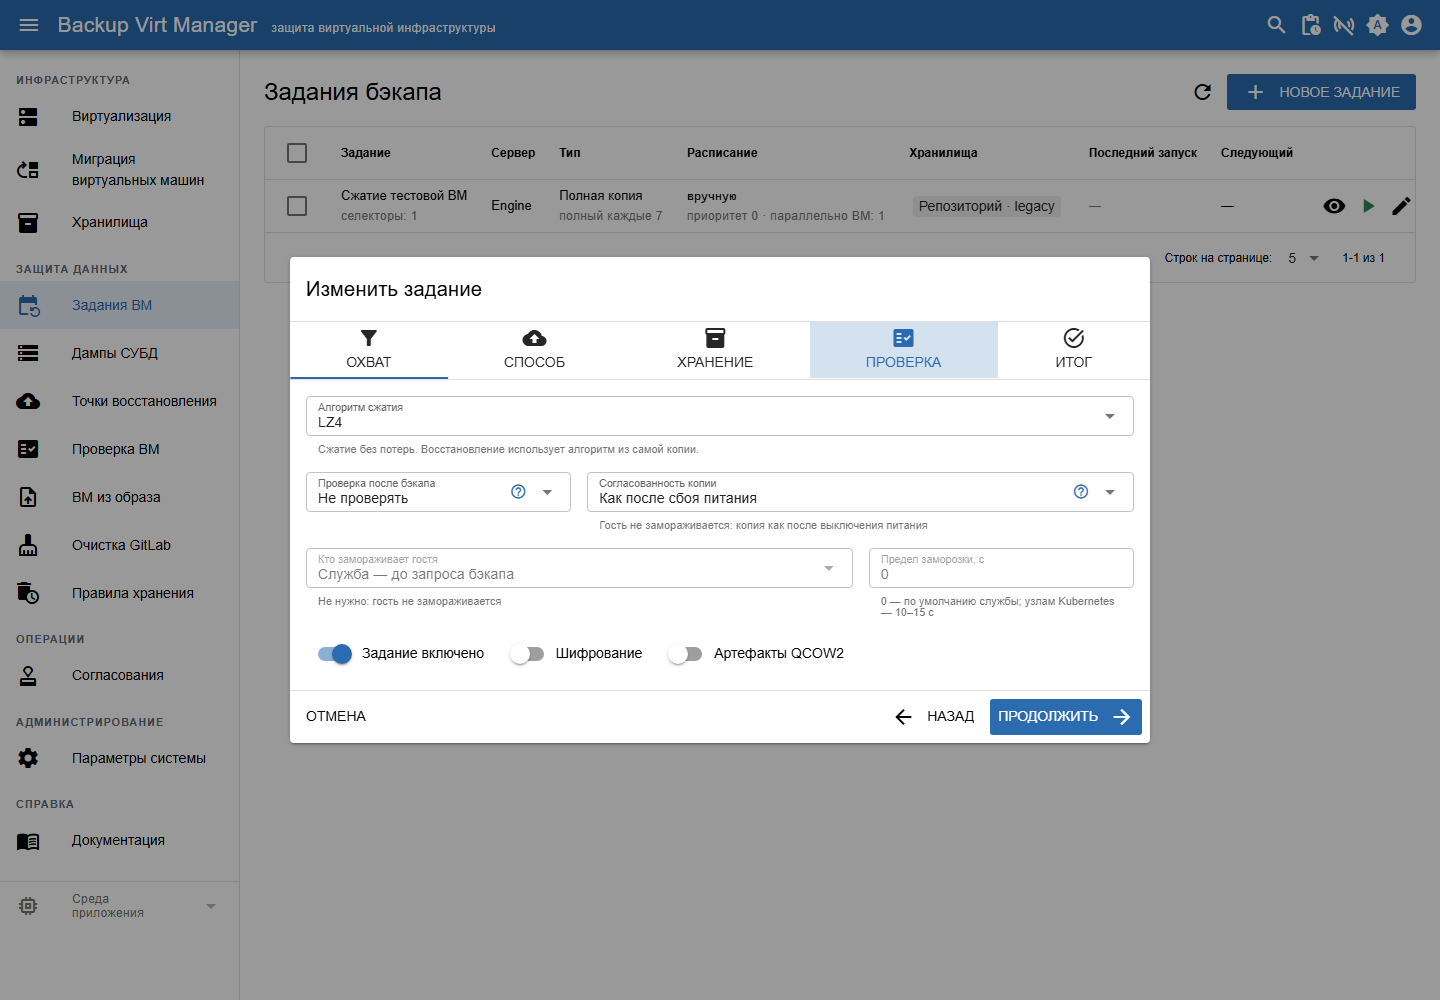 Backup Virt Manager защита виртуальной инфраструктуры
ИНФРАСТРУКТУРА
Виртуализация
Миграция
виртуальных машин
Хранилища
ЗАЩИТА ДАННЫХ
Задания ВМ
Дампы СУБД
Точки восстановления
Проверка ВМ
ВМ из образа
Очистка GitLab
Правила хранения
ОПЕРАЦИИ
Согласования
АДМИНИСТРИРОВАНИЕ
Параметры системы
СПРАВКА
Документация
Среда
приложения
Задания бэкапа
НОВОЕ ЗАДАНИЕ
Задание Сервер Тип Расписание Хранилища Последний запуск Следующий
Сжатие тестовой ВМ Engine Полная копия вручную Репозиторий · legacy — —
селекторы: 1 полный каждые 7 приоритет 0 · параллельно ВМ: 1
Строк на странице: 5 1-1 из 1
Изменить задание
ОХВАТ СПОСОБ ХРАНЕНИЕ ПРОВЕРКА ИТОГ
Алгоритм сжатия
LZ4
Сжатие без потерь. Восстановление использует алгоритм из самой копии.
Проверка после бэкапа
Не проверять
Согласованность копии
Как после сбоя питания
Гость не замораживается: копия как после выключения питания
Кто замораживает гостя
Служба — до запроса бэкапа
Не нужно: гость не замораживается
Предел заморозки, с
0
0 — по умолчанию службы; узлам Kubernetes
— 10–15 с
Задание включено Шифрование Артефакты QCOW2
ОТМЕНА НАЗАД ПРОДОЛЖИТЬ